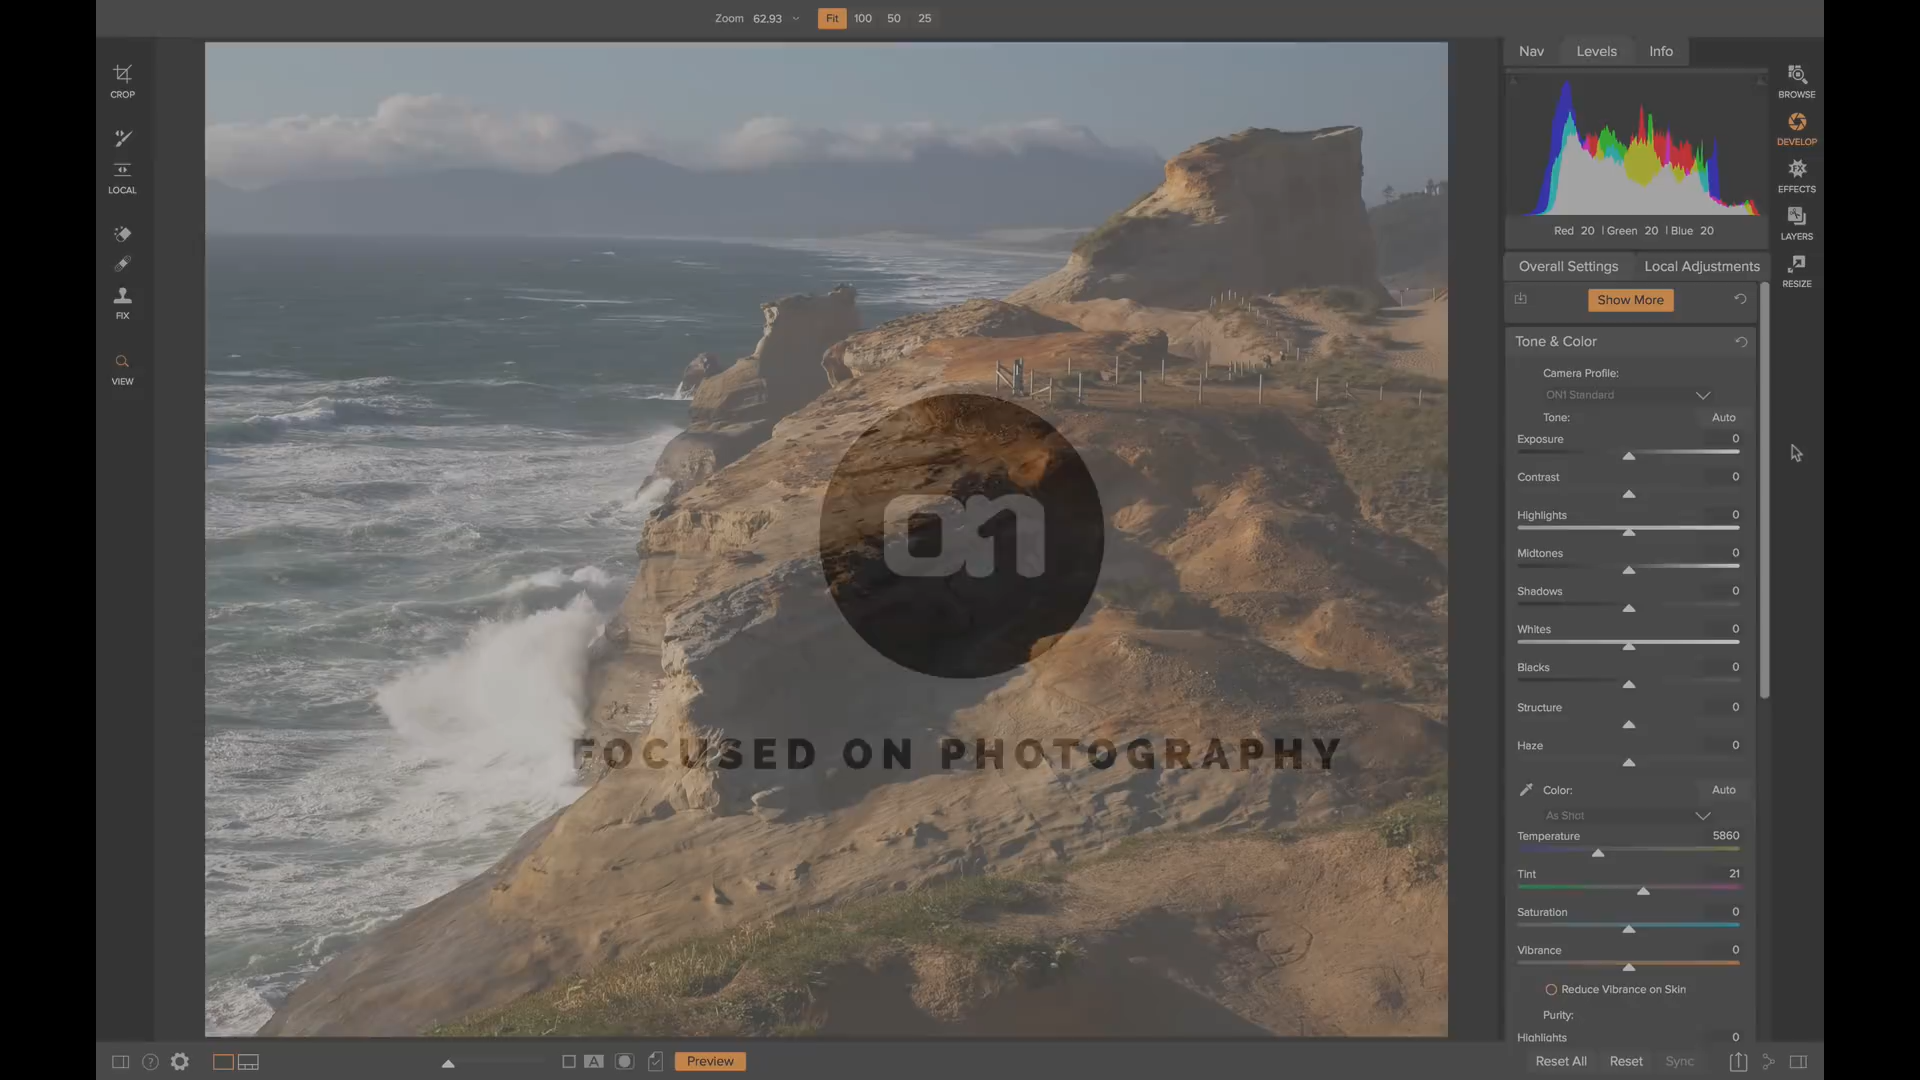 Zoom 62.93 Fit 100 50 25
CROP
LOCAL
FIX
VIEW
on
FOCUSED ON PHOTOGRAPHY
Nav Levels Info
Red 20 | Green 20 | Blue 20
Overall Settings Local Adjustments
Show More
Tone & Color
Camera Profile:
ON1 Standard
Tone: Auto
Exposure 0
Contrast 0
Highlights 0
Midtones 0
Shadows 0
Whites 0
Blacks 0
Structure 0
Haze 0
Color: Auto
As Shot
Temperature 5860
Tint 21
Saturation 0
Vibrance 0
Reduce Vibrance on Skin
Purity:
Highlights 0
BROWSE
DEVELOP
FX
EFFECTS
LAYERS
RESIZE
? A Preview
Reset All Reset Sync